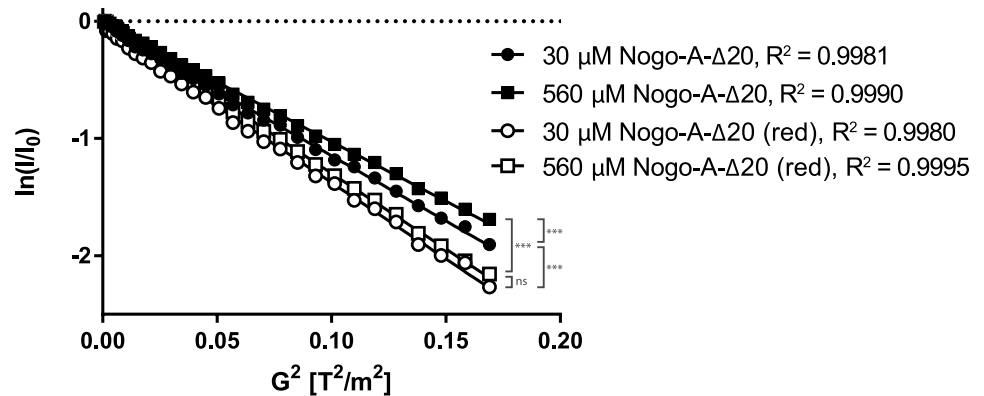 0
-1
-2
ln(I/I₀)
0.00 0.05 0.10 0.15 0.20
G² [T²/m²]
30 µM Nogo-A-Δ20, R² = 0.9981
560 µM Nogo-A-Δ20, R² = 0.9990
30 µM Nogo-A-Δ20 (red), R² = 0.9980
560 µM Nogo-A-Δ20 (red), R² = 0.9995
***
***
***
ns